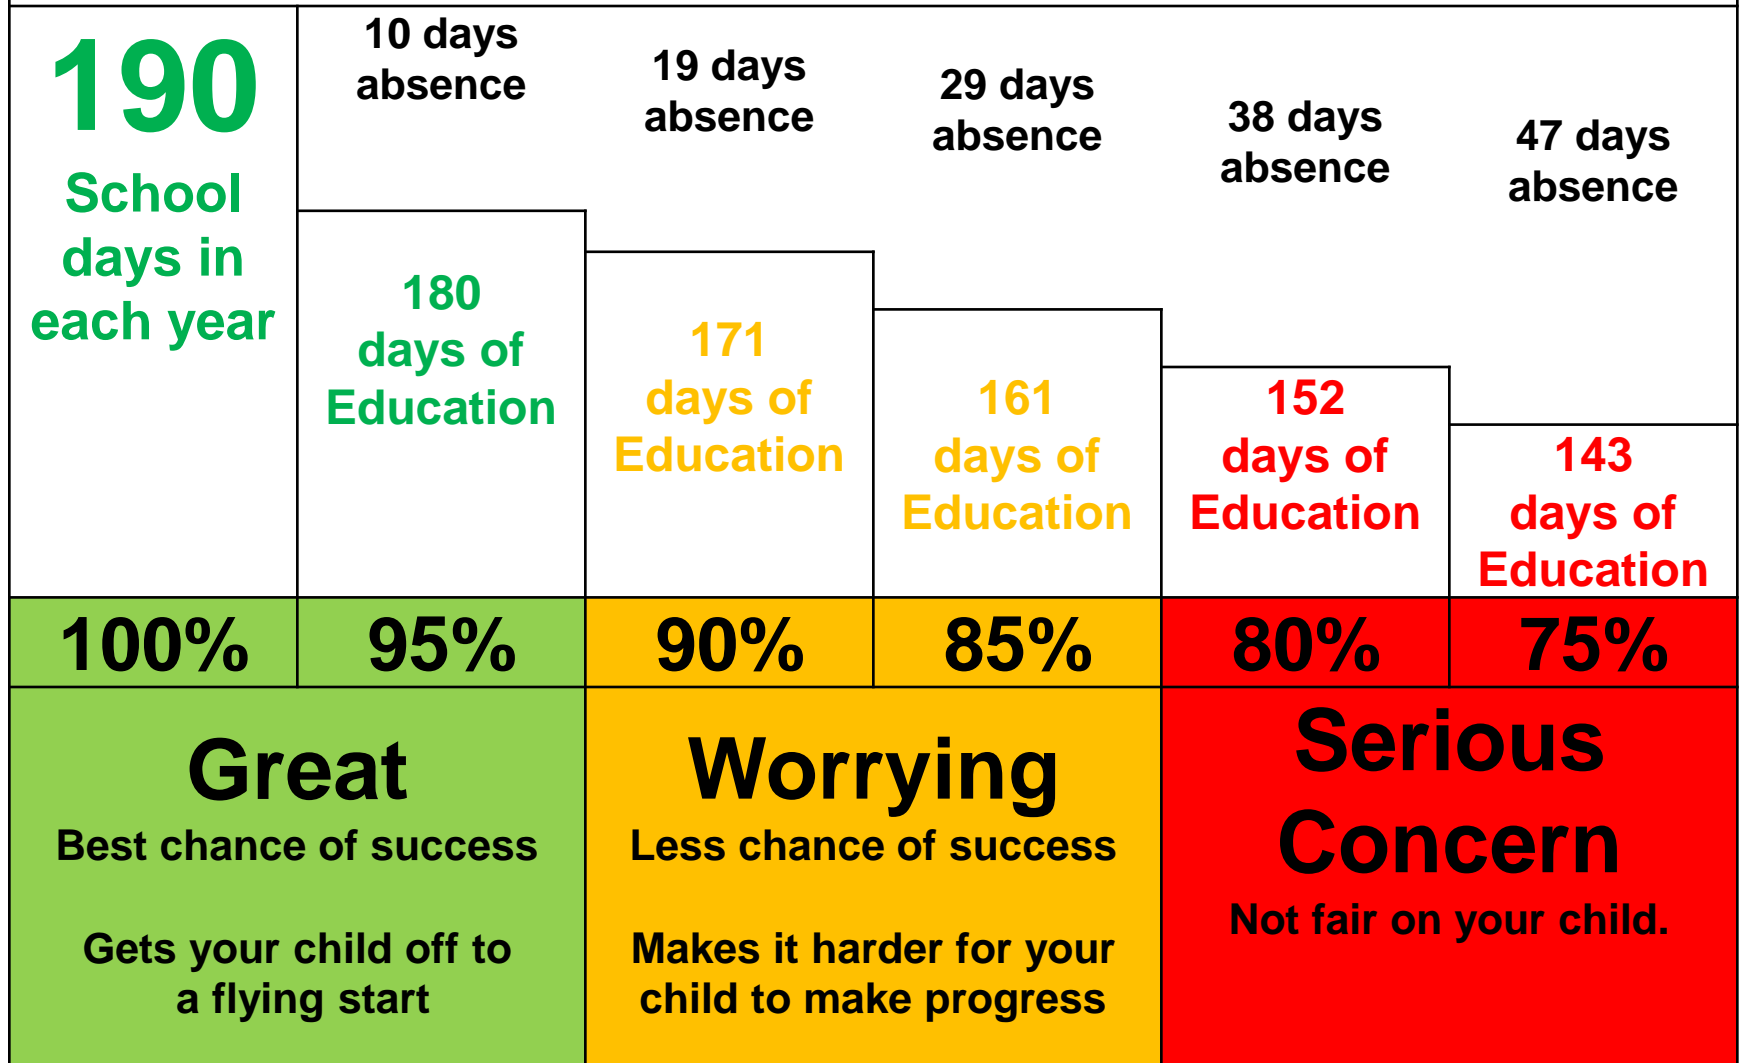 190
School
days in
each year
10 days
absence
19 days
absence
29 days
absence
38 days
absence
47 days
absence
180
days of
Education
171
days of
Education
161
days of
Education
152
days of
Education
143
days of
Education
100%
95%
90%
85%
80%
75%
Great
Best chance of success
Gets your child off to
a flying start
Worrying
Less chance of success
Makes it harder for your
child to make progress
Serious
Concern
Not fair on your child.